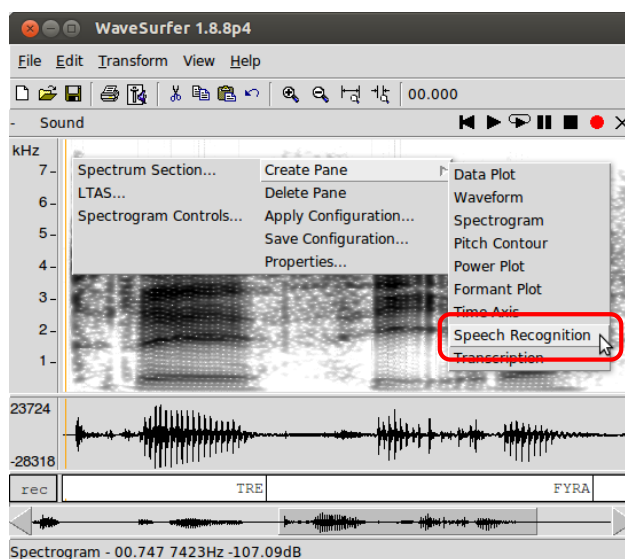 WaveSurfer 1.8.8p4
File Edit Transform View Help
00.000
- Sound
kHz
7
6
5
4
3
2
1
Spectrum Section...
LTAS...
Spectrogram Controls...
Create Pane
Delete Pane
Apply Configuration...
Save Configuration...
Properties...
Data Plot
Waveform
Spectrogram
Pitch Contour
Power Plot
Formant Plot
Time Axis
Speech Recognition
Transcription
23724
-28318
rec TRE FYRA
Spectrogram - 00.747 7423Hz -107.09dB